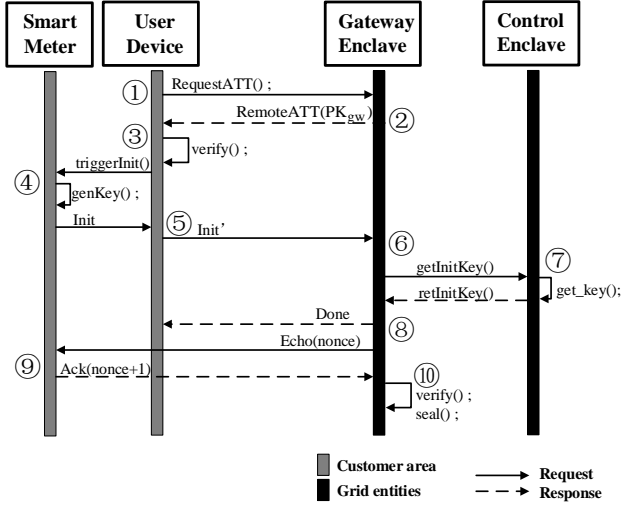 Smart Meter
User Device
Gateway Enclave
Control Enclave
① RequestATT() ;
RemoteATT(PKgw) ②
③ verify() ;
triggerInit()
④ genKey() ;
Init
⑤ Init’
⑥
getInitKey()
⑦ get_key();
retInitKey()
Done
⑧
Echo(nonce)
⑨ Ack(nonce+1)
⑩
verify() ;
seal() ;
Customer area
Grid entities
Request
Response